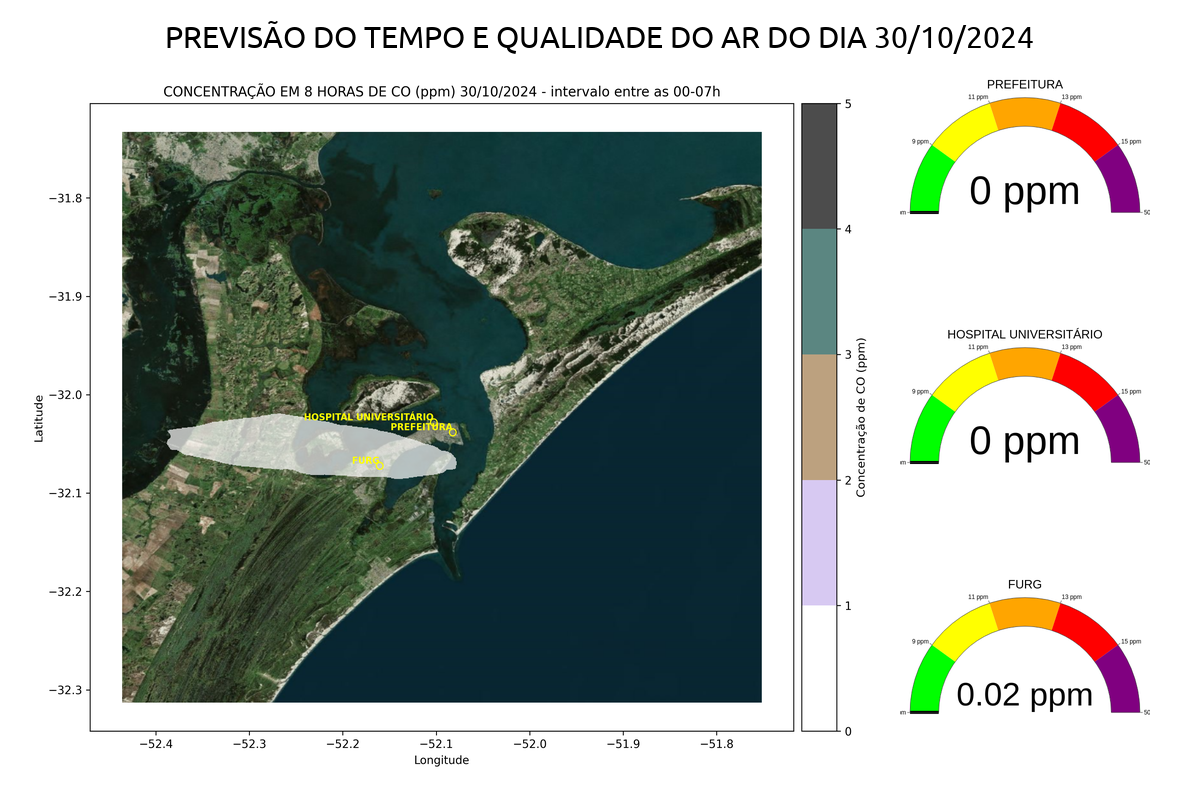 PREVISÃO DO TEMPO E QUALIDADE DO AR DO DIA 30/10/2024
CONCENTRAÇÃO EM 8 HORAS DE CO (ppm) 30/10/2024 - intervalo entre as 00-07h
Latitude
−31.8
−31.9
−32.0
−32.1
−32.2
−32.3
HOSPITAL UNIVERSITÁRIO
PREFEITURA
FURG
−52.4
−52.3
−52.2
−52.1
−52.0
−51.9
−51.8
Longitude
5
4
3
2
1
0
Concentração de CO (ppm)
PREFEITURA
9 ppm
11 ppm
13 ppm
15 ppm
50
0 ppm
HOSPITAL UNIVERSITÁRIO
9 ppm
11 ppm
13 ppm
15 ppm
50
0 ppm
FURG
9 ppm
11 ppm
13 ppm
15 ppm
50
0.02 ppm